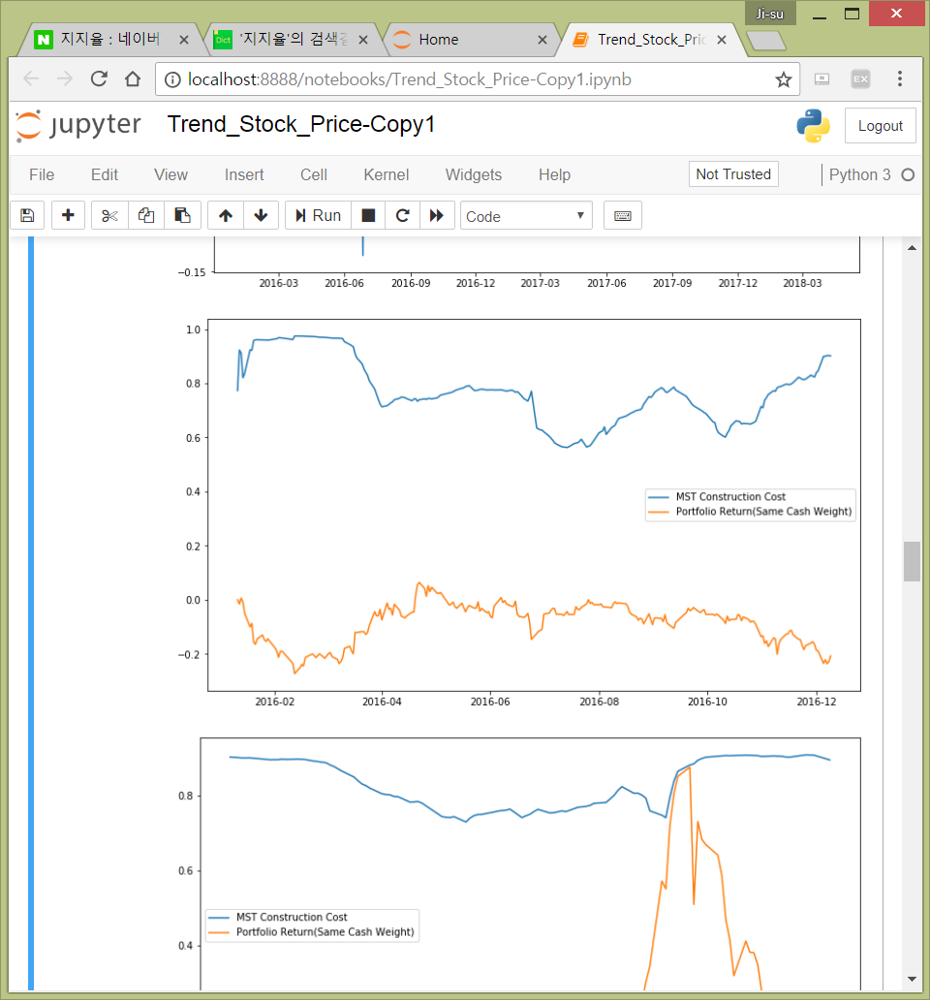 Ji-su
지지율 : 네이버
'지지율'의 검색결
Home
Trend_Stock_Pric
localhost:8888/notebooks/Trend_Stock_Price-Copy1.ipynb
EX
jupyter
Trend_Stock_Price-Copy1
Logout
File Edit View Insert Cell Kernel Widgets Help
Not Trusted
Python 3
Run
Code
−0.15
2016-03 2016-06 2016-09 2016-12 2017-03 2017-06 2017-09 2017-12 2018-03
1.0
0.8
0.6
0.4
MST Construction Cost
Portfolio Return(Same Cash Weight)
0.2
0.0
−0.2
2016-02 2016-04 2016-06 2016-08 2016-10 2016-12
0.8
0.6
MST Construction Cost
Portfolio Return(Same Cash Weight)
0.4